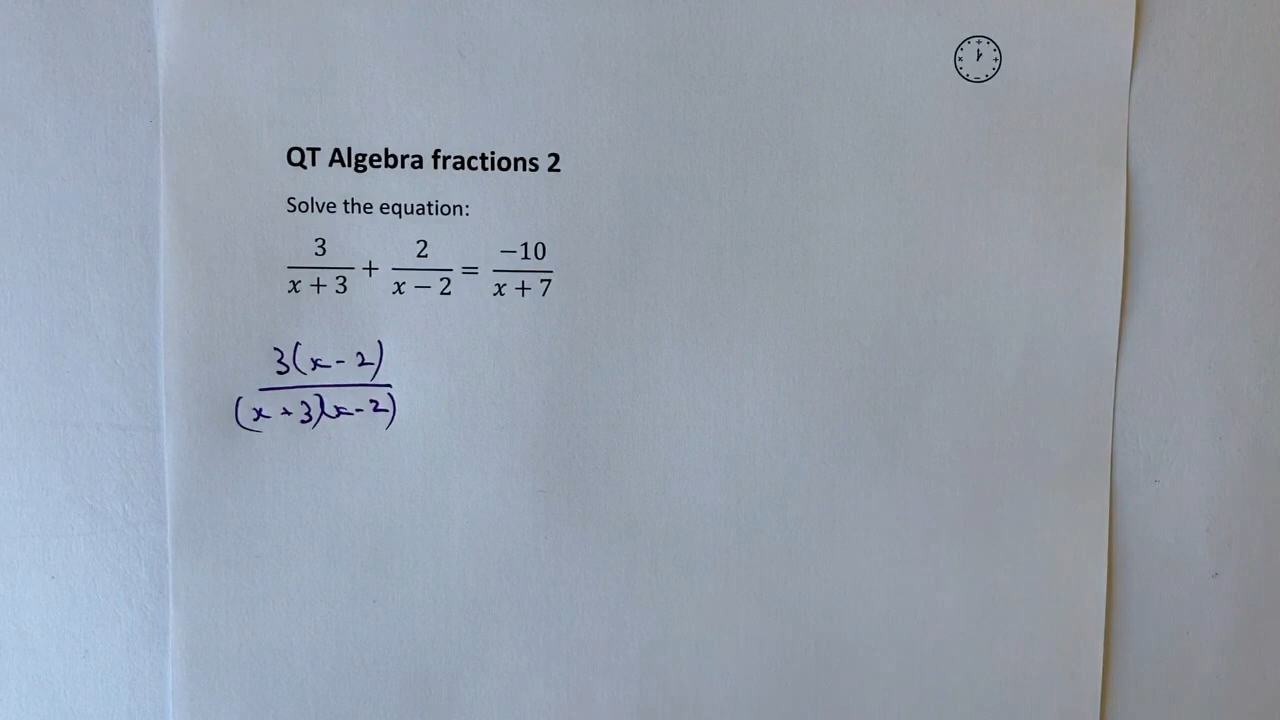 QT Algebra fractions 2
Solve the equation:
3/(x + 3) + 2/(x − 2) = −10/(x + 7)
3(x - 2)
(x + 3)(x - 2)